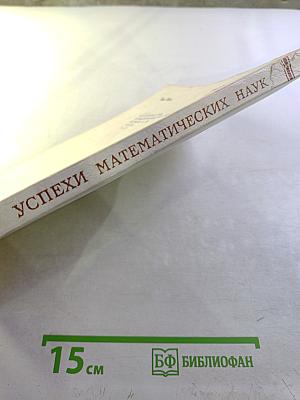 УСПЕХИ МАТЕМАТИЧЕСКИХ НАУК
15 см
БФ БИБЛИОФАН